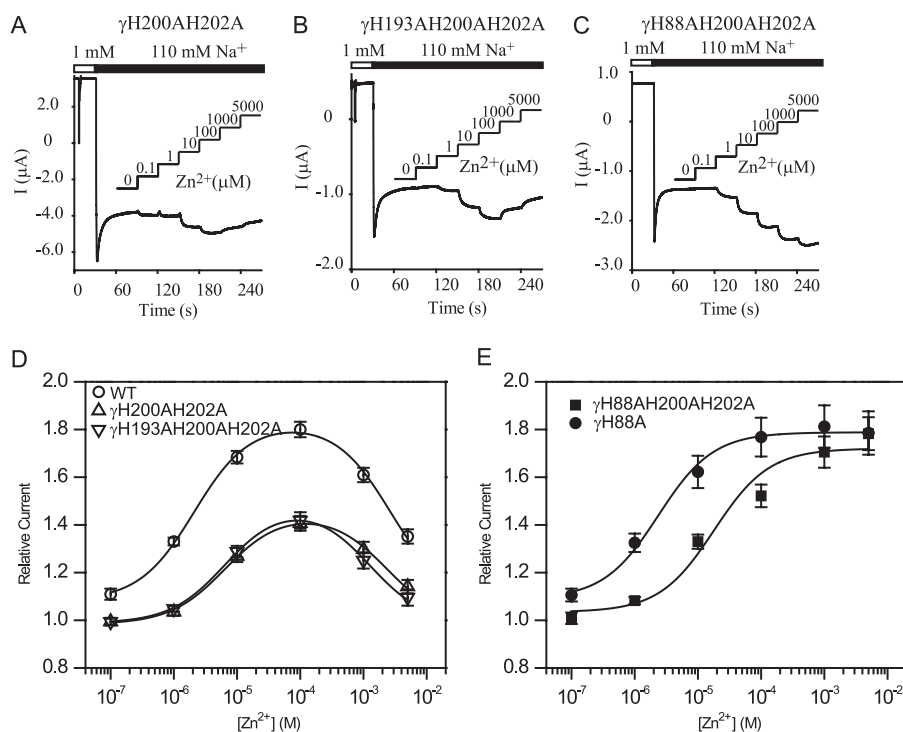 A
γH200AH202A
1 mM
110 mM Na⁺
2.0
0
-2.0
-4.0
-6.0
I (μA)
0
0.1
1
10
100
1000
5000
Zn²⁺(μM)
0
60
120
180
240
Time (s)
B
γH193AH200AH202A
1 mM
110 mM Na⁺
0
-1.0
-2.0
I (μA)
0
0.1
1
10
100
1000
5000
Zn²⁺(μM)
0
60
120
180
240
Time (s)
C
γH88AH200AH202A
1 mM
110 mM Na⁺
1.0
0
-1.0
-2.0
-3.0
I (μA)
0
0.1
1
10
100
1000
5000
Zn²⁺(μM)
0
60
120
180
240
Time (s)
D
WT
γH200AH202A
γH193AH200AH202A
2.0
1.8
1.6
1.4
1.2
1.0
0.8
Relative Current
10⁻⁷
10⁻⁶
10⁻⁵
10⁻⁴
10⁻³
10⁻²
[Zn²⁺] (M)
E
γH88AH200AH202A
γH88A
2.0
1.8
1.6
1.4
1.2
1.0
0.8
Relative Current
10⁻⁷
10⁻⁶
10⁻⁵
10⁻⁴
10⁻³
10⁻²
[Zn²⁺] (M)